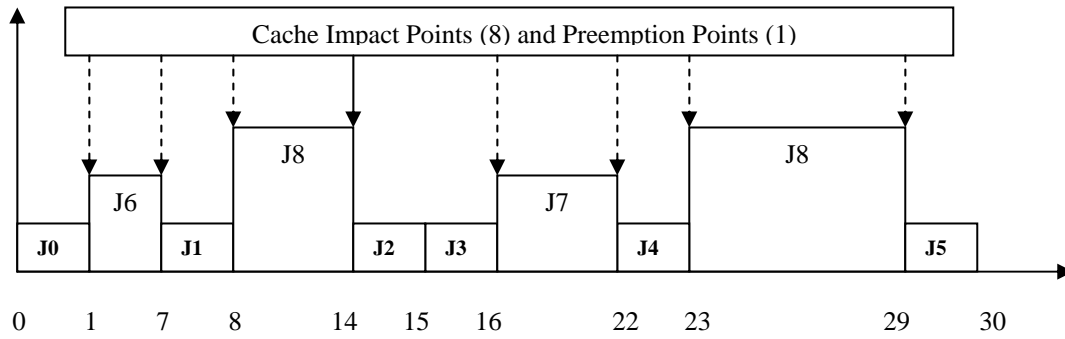 Cache Impact Points (8) and Preemption Points (1)
J8
J8
J6
J7
J0
J1
J2
J3
J4
J5
0 1 7 8 14 15 16 22 23 29 30